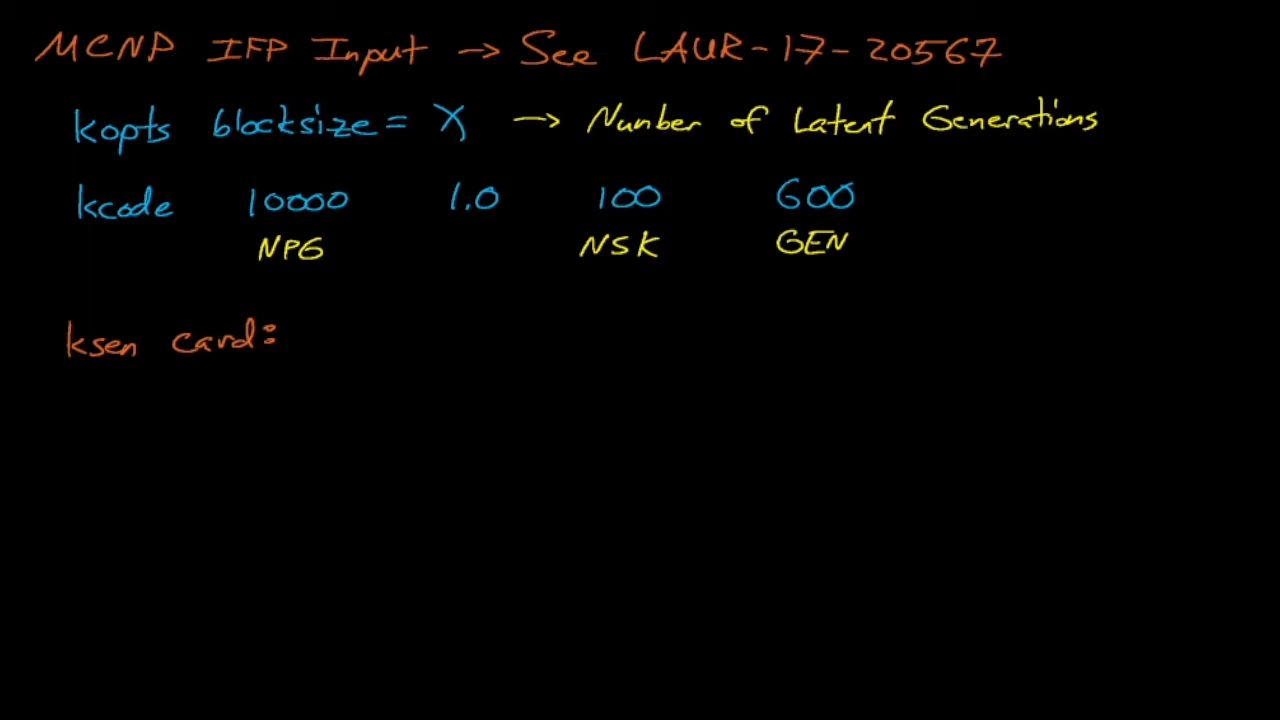 MCNP IFP Input → See LAUR-17-20567
kopts blocksize = X → Number of Latent Generations
kcode 10000 1.0 100 600
NPG NSK GEN
ksen card: